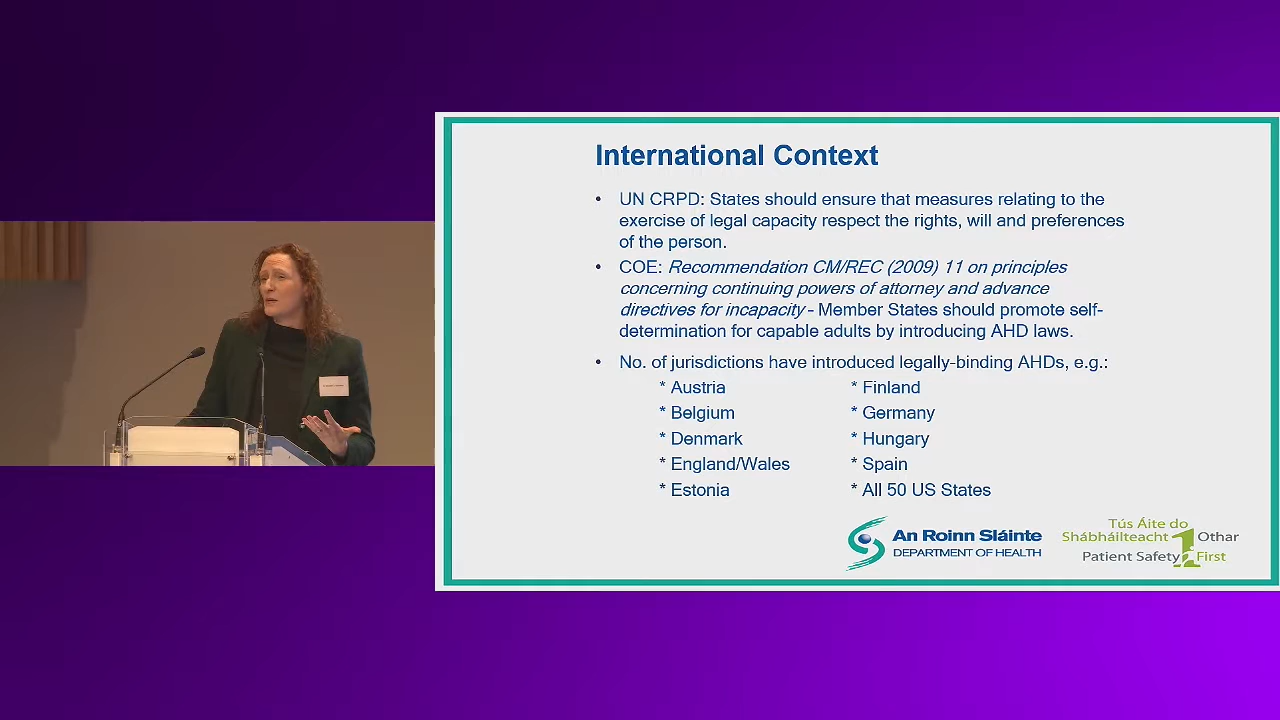 International Context
• UN CRPD: States should ensure that measures relating to the
exercise of legal capacity respect the rights, will and preferences
of the person.
• COE: Recommendation CM/REC (2009) 11 on principles
concerning continuing powers of attorney and advance
directives for incapacity - Member States should promote self-
determination for capable adults by introducing AHD laws.
• No. of jurisdictions have introduced legally-binding AHDs, e.g.:
* Austria * Finland
* Belgium * Germany
* Denmark * Hungary
* England/Wales * Spain
* Estonia * All 50 US States
An Roinn Sláinte
DEPARTMENT OF HEALTH
Tús Áite do
Shábháilteacht 1 Othar
Patient Safety First